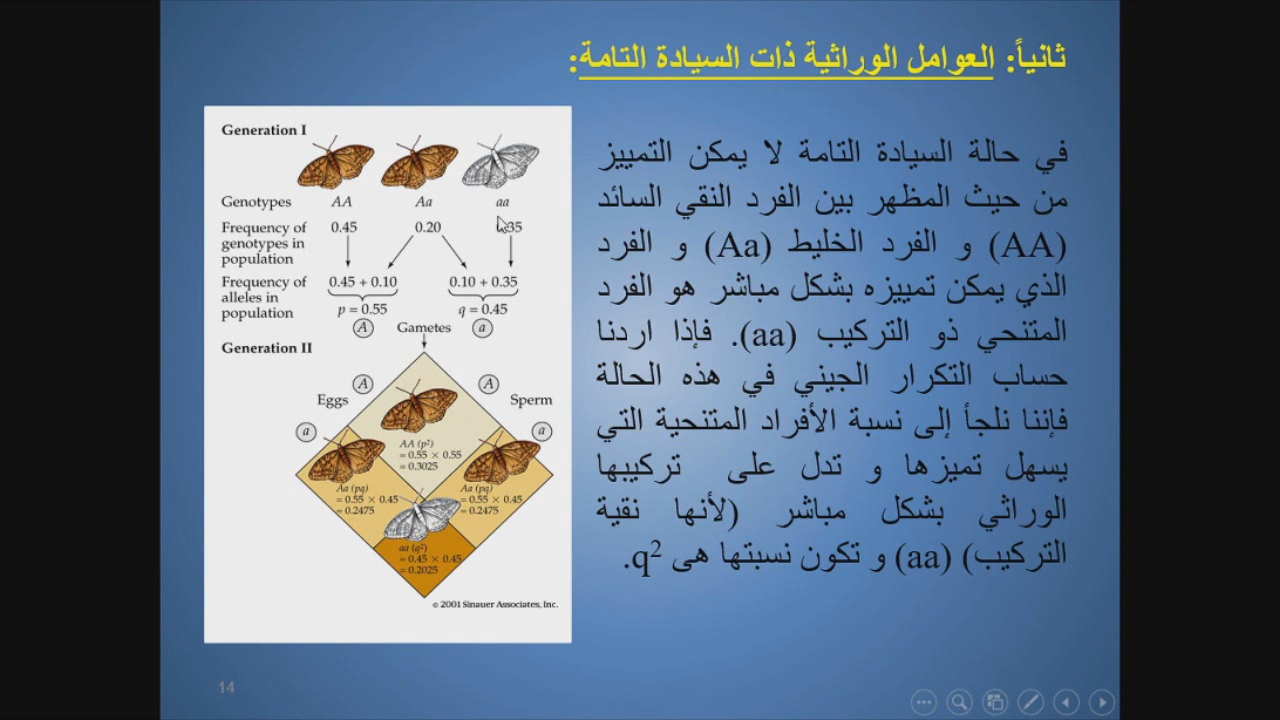 ثانياً: العوامل الوراثية ذات السيادة التامة:
في حالة السيادة التامة لا يمكن التمييز
من حيث المظهر بين الفرد النقي السائد
(AA) و الفرد الخليط (Aa) و الفرد
الذي يمكن تمييزه بشكل مباشر هو الفرد
المتنحي ذو التركيب (aa). فإذا اردنا
حساب التكرار الجيني في هذه الحالة
فإننا نلجأ إلى نسبة الأفراد المتنحية التي
يسهل تميزها و تدل على تركيبها
الوراثي بشكل مباشر (لأنها نقية
التركيب) (aa) و تكون نسبتها هى q².
Generation I
Genotypes AA Aa aa
Frequency of genotypes in population 0.45 0.20 35
Frequency of alleles in population 0.45 + 0.10 0.10 + 0.35
p = 0.55 q = 0.45
A Gametes a
Generation II
A A
Eggs Sperm
a a
AA (p²)
= 0.55 × 0.55
= 0.3025
Aa (pq)
= 0.55 × 0.45
= 0.2475
Aa (pq)
= 0.55 × 0.45
= 0.2475
aa (q²)
= 0.45 × 0.45
= 0.2025
© 2001 Sinauer Associates, Inc.
14